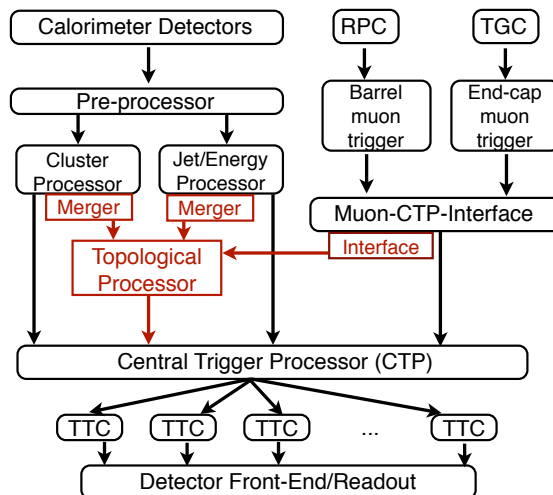 Calorimeter Detectors
RPC
TGC
Pre-processor
Barrel
muon
trigger
End-cap
muon
trigger
Cluster
Processor
Jet/Energy
Processor
Merger
Merger
Muon-CTP-Interface
Interface
Topological
Processor
Central Trigger Processor (CTP)
TTC
TTC
TTC
...
TTC
Detector Front-End/Readout